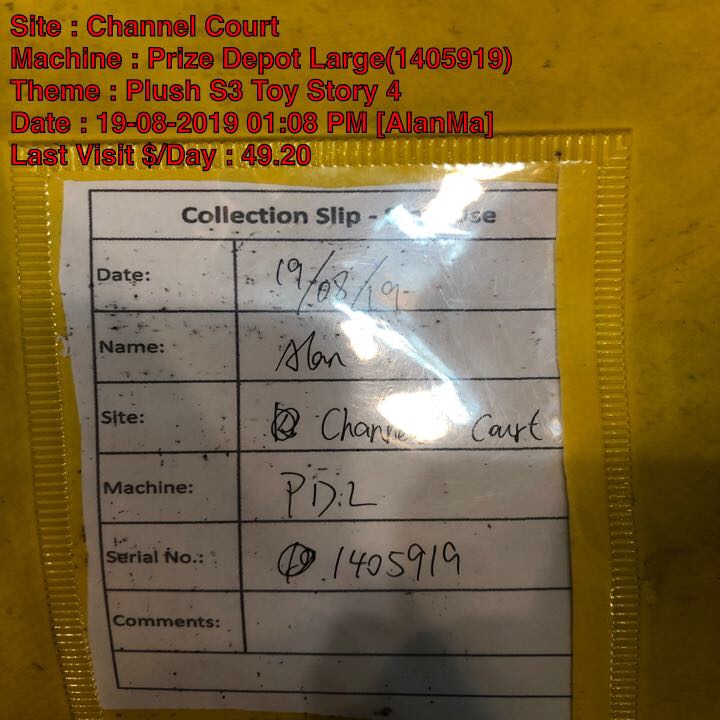 Site : Channel Court
Machine : Prize Depot Large(1405919)
Theme : Plush S3 Toy Story 4
Date : 19-08-2019 01:08 PM [AlanMa]
Last Visit $/Day : 49.20
Collection Slip -
Date: 19/08/19
Name: Alan
Site: Channel Court
Machine: PD:L
Serial No.: 1405919
Comments: